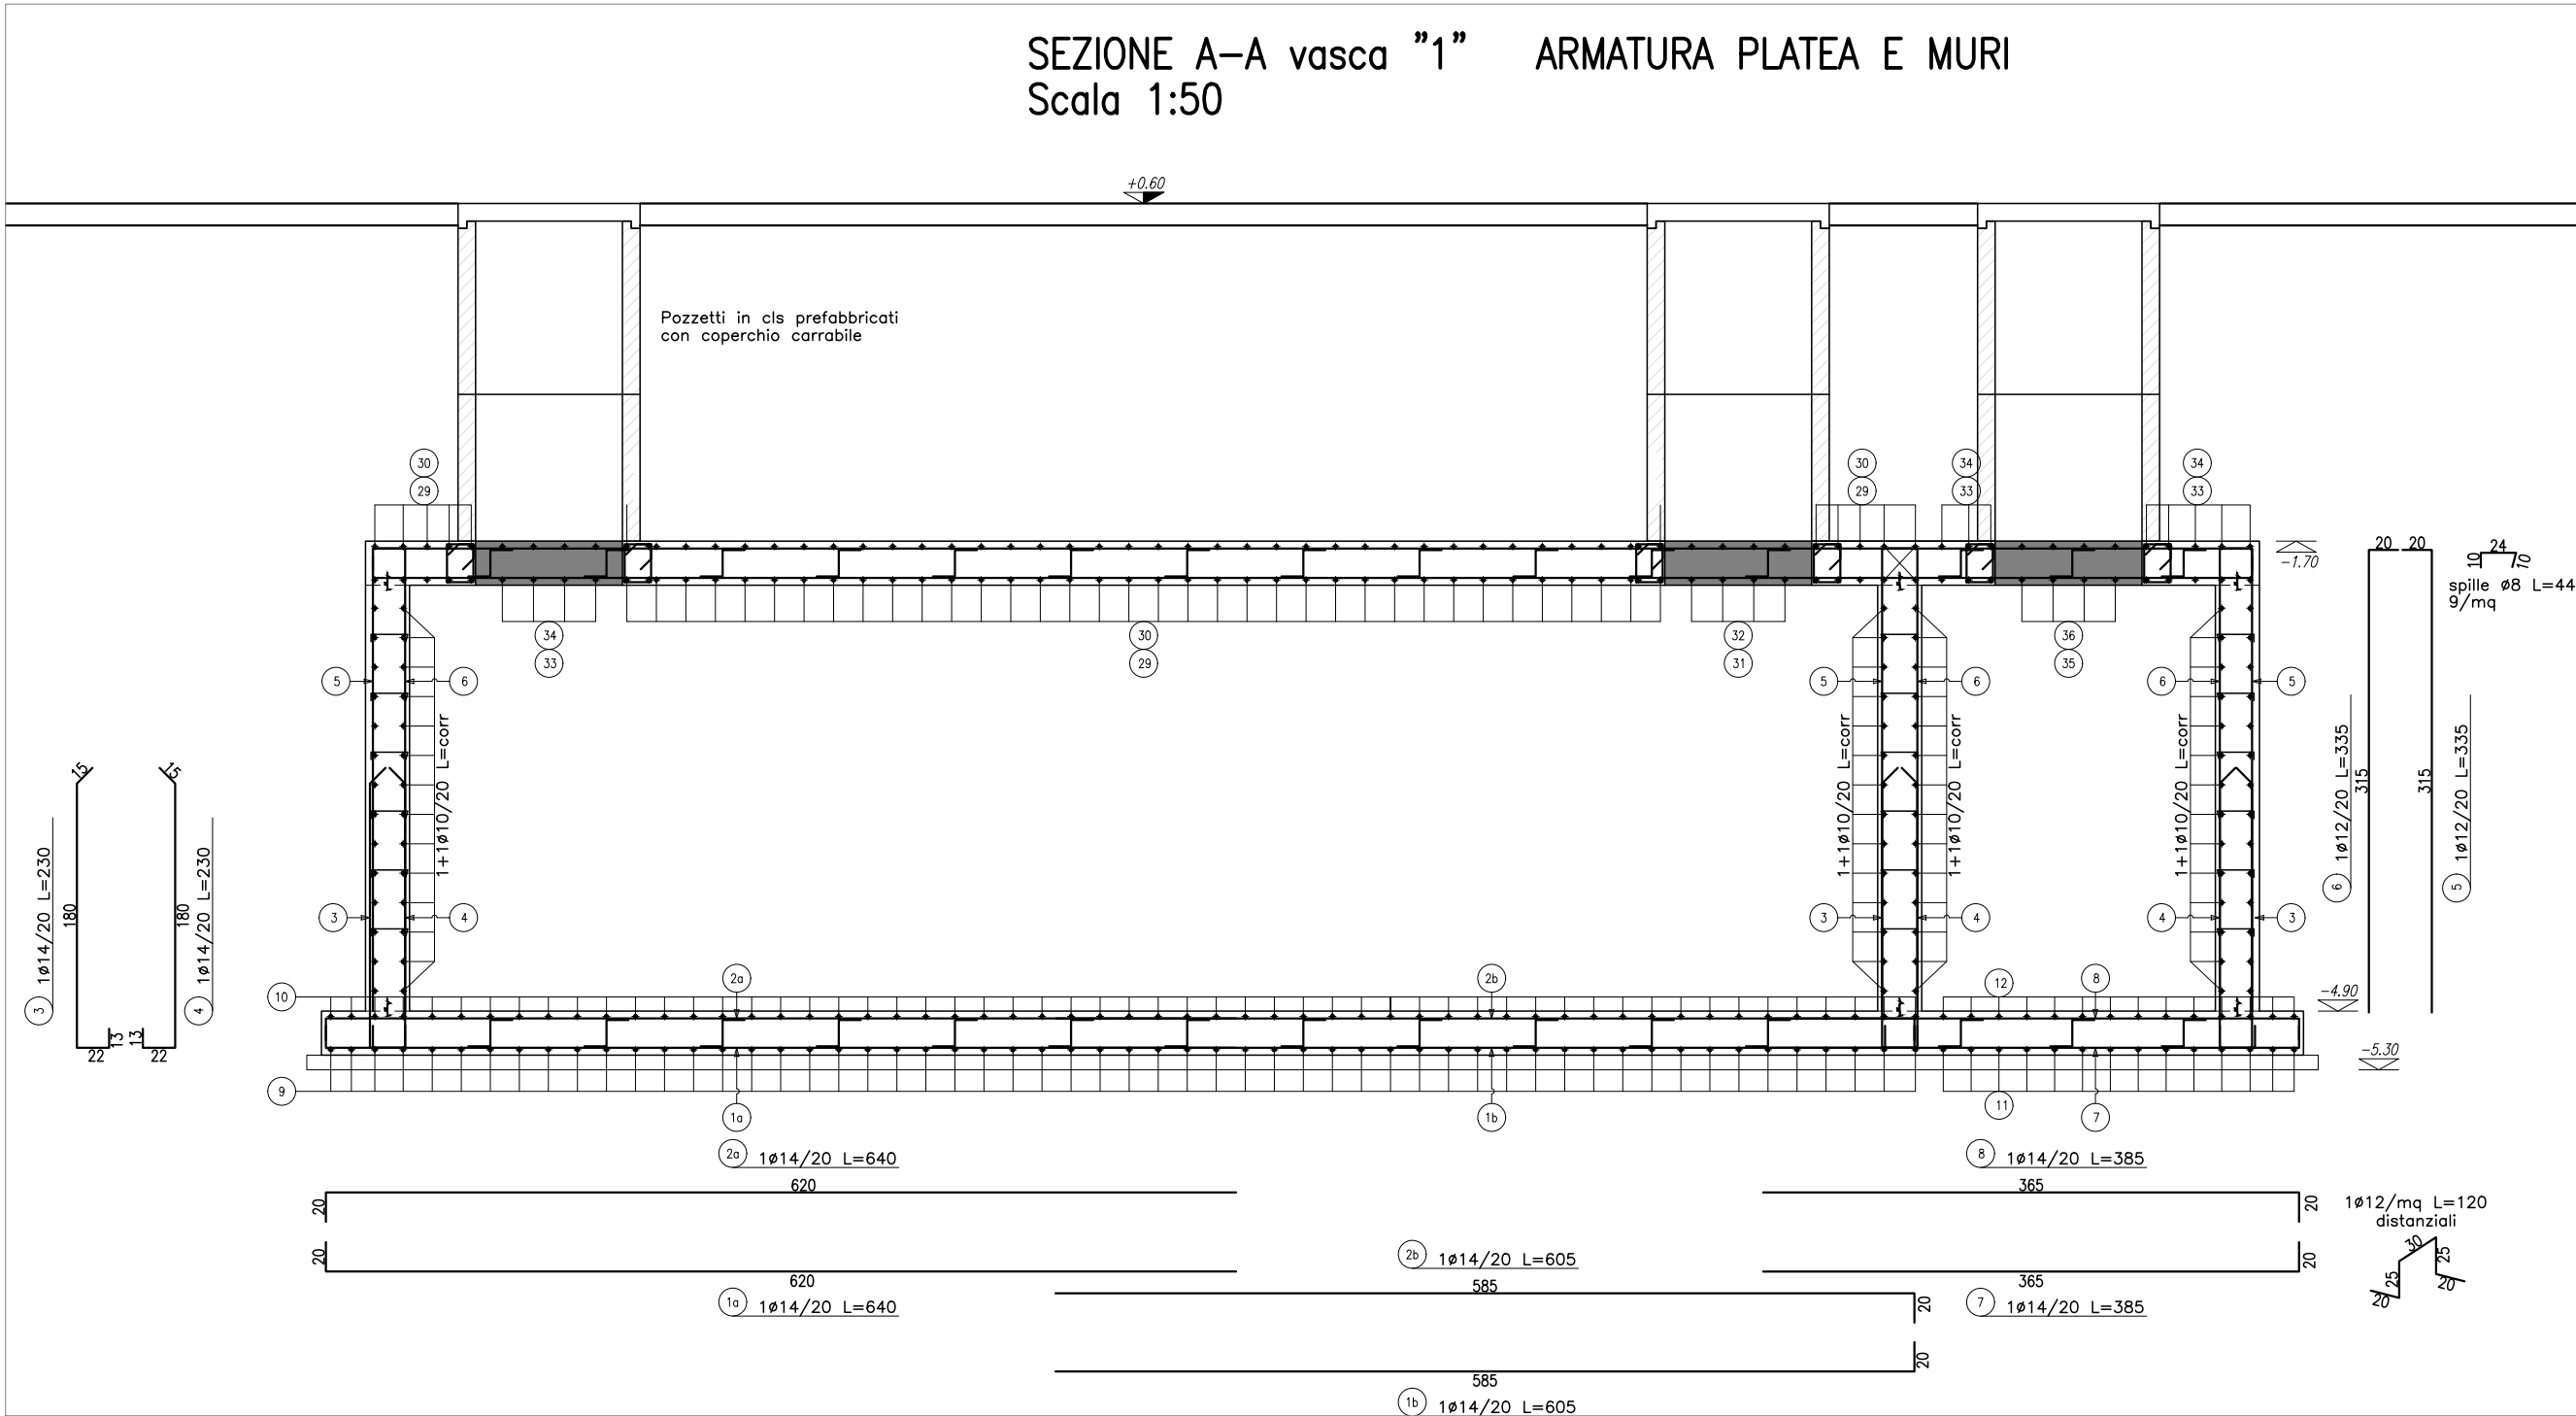 SEZIONE A-A vasca "1" ARMATURA PLATEA E MURI
Scala 1:50
+0.60
Pozzetti in cls prefabbricati
con coperchio carrabile
30
29
30
29
34
33
34
33
-1.70
20 20
24
10
10
spille ø8 L=44
9/mq
34
33
30
29
32
31
36
35
5
6
5
6
6
5
1+1ø10/20 L=corr
1+1ø10/20 L=corr
1+1ø10/20 L=corr
1+1ø10/20 L=corr
15
15
180
180
3 1ø14/20 L=230
4 1ø14/20 L=230
22
13
13
22
6 1ø12/20 L=335
315
315
5 1ø12/20 L=335
3
4
3
4
4
3
10
2a
2b
12
8
-4.90
-5.30
9
1a
1b
11
7
2a 1ø14/20 L=640
8 1ø14/20 L=385
620
20
365
20
1ø12/mq L=120
distanziali
30
25
25
20
20
20
620
2b 1ø14/20 L=605
20
365
1a 1ø14/20 L=640
585
20
7 1ø14/20 L=385
20
585
1b 1ø14/20 L=605